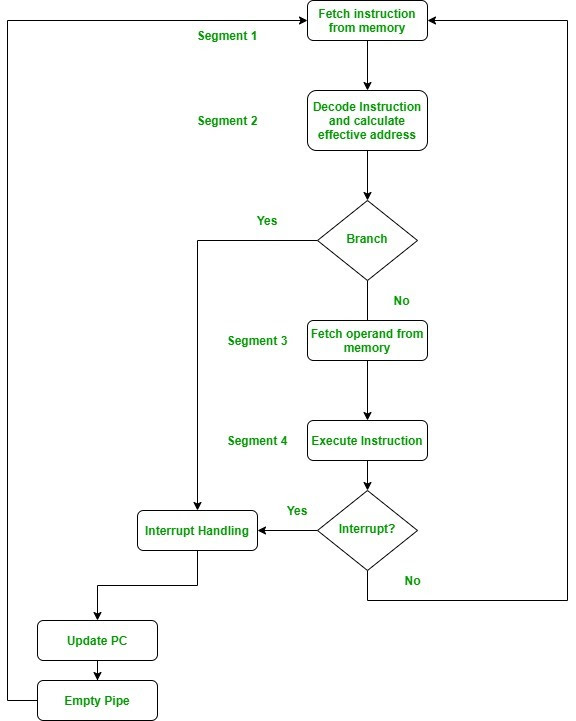 Fetch instruction
from memory
Segment 1
Decode Instruction
and calculate
effective address
Segment 2
Yes
Branch
No
Segment 3
Fetch operand from
memory
Segment 4
Execute Instruction
Yes
Interrupt?
Interrupt Handling
No
Update PC
Empty Pipe